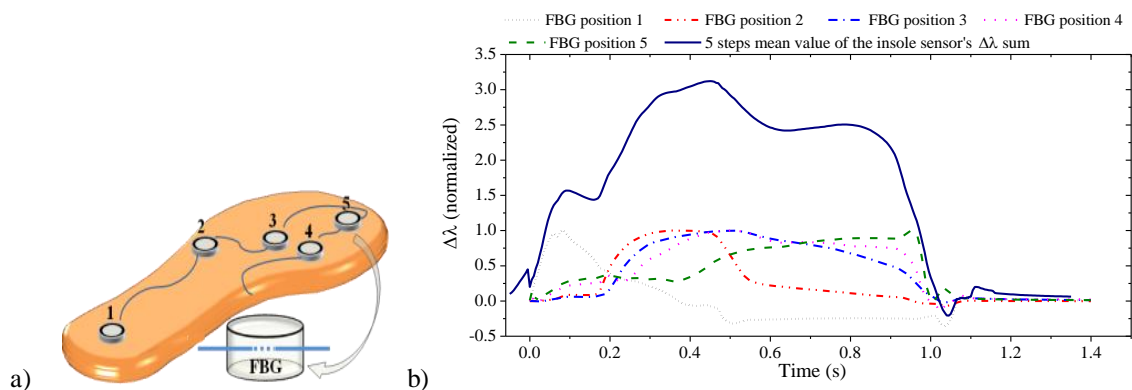 FBG position 1 FBG position 2 FBG position 3 FBG position 4
FBG position 5 5 steps mean value of the insole sensor's Δλ sum
3.5
3.0
2.5
2.0
1.5
1.0
0.5
0.0
-0.5
Δλ (normalized)
0.0 0.2 0.4 0.6 0.8 1.0 1.2 1.4
Time (s)
5
3
2
4
1
FBG
a)
b)